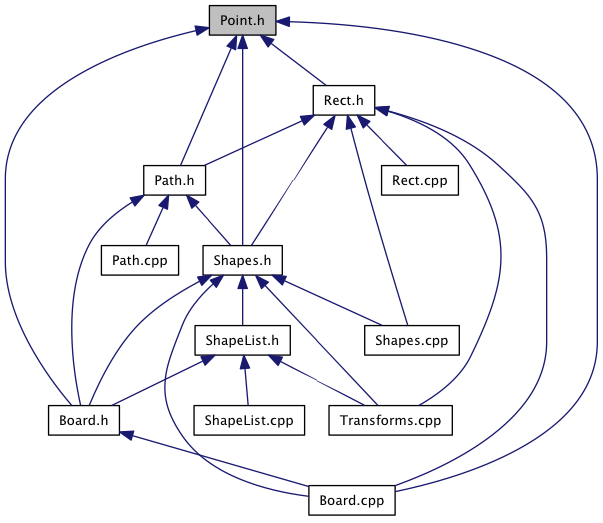 Point.h
Rect.h
Path.h
Rect.cpp
Path.cpp
Shapes.h
ShapeList.h
Shapes.cpp
Board.h
ShapeList.cpp
Transforms.cpp
Board.cpp